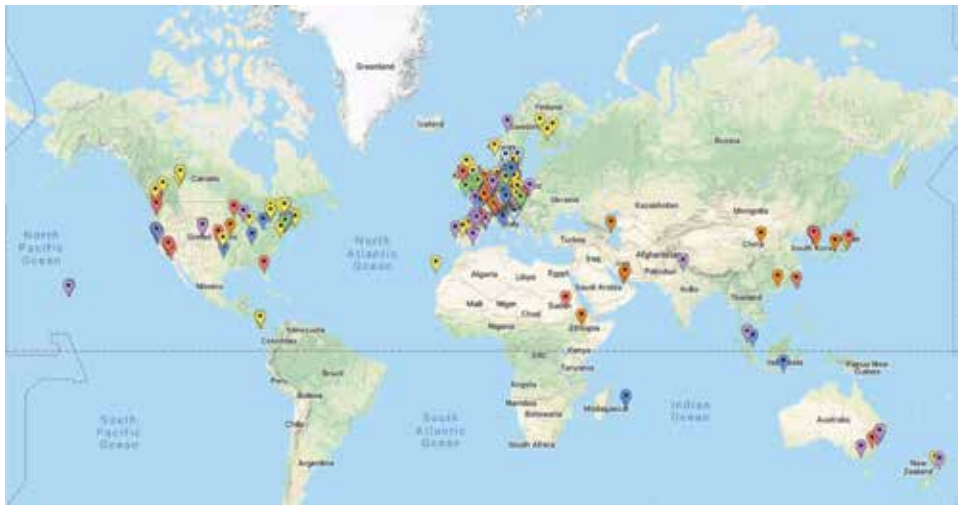 Greenland
Iceland
Finland
Sweden
Russia
Canada
Ukraine
Kazakhstan
Mongolia
North
Pacific
Ocean
North
Atlantic
Ocean
Italy
Turkey
Iraq
Afghanistan
Pakistan
China
South Korea
Mexico
Algeria
Libya
Egypt
Saudi Arabia
India
Mali
Niger
Chad
Sudan
Thailand
Nigeria
Ethiopia
Venezuela
Colombia
DRC
Kenya
Tanzania
Papua New
Guinea
Peru
Brazil
Bolivia
Angola
Namibia
Botswana
Madagascar
Indian
Ocean
South
Pacific
Ocean
South
Atlantic
Ocean
Chile
Argentina
South Africa
Australia
New
Zealand